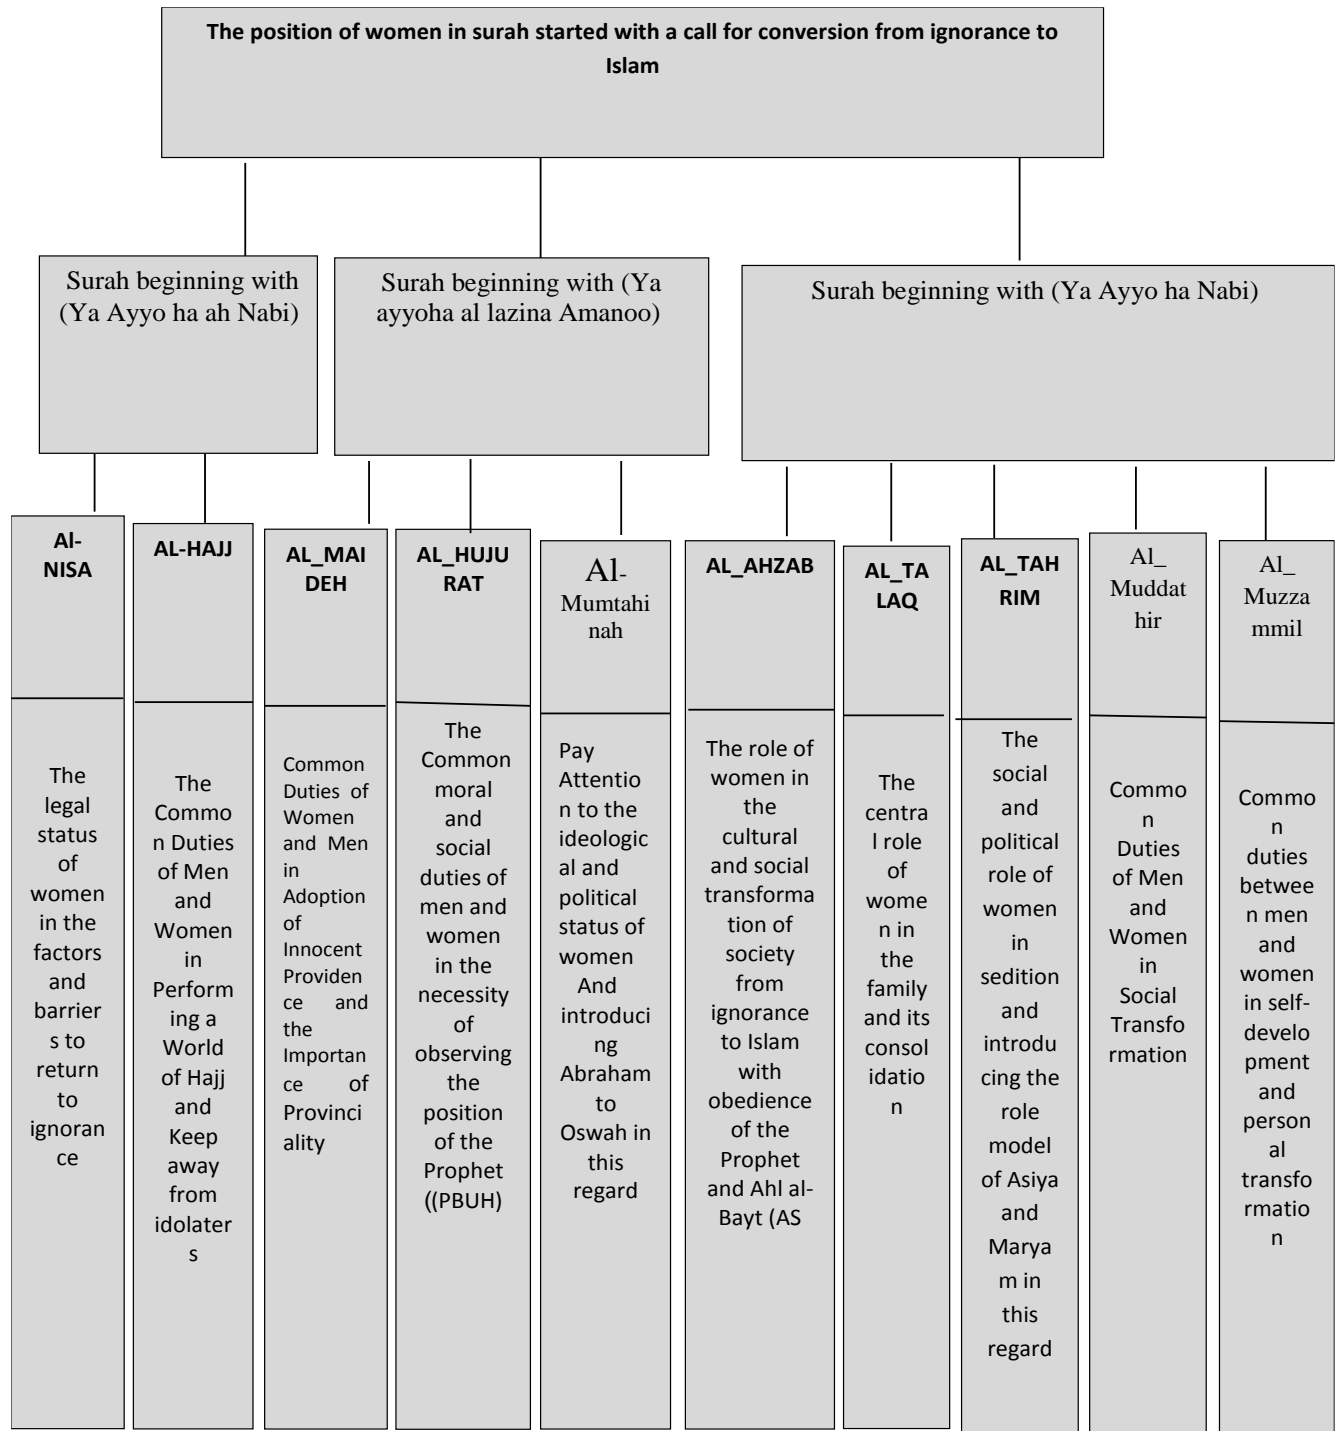 The position of women in surah started with a call for conversion from ignorance to
Islam
Surah beginning with
(Ya Ayyo ha ah Nabi)
Surah beginning with (Ya
ayyoha al lazina Amanoo)
Surah beginning with (Ya Ayyo ha Nabi)
Al-
NISA
The
legal
status
of
women
in the
factors
and
barrier
s to
return
to
ignoran
ce
AL-HAJJ
The
Commo
n Duties
of Men
and
Women
in
Perform
ing a
World
of Hajj
and
Keep
away
from
idolater
s
AL_MAI
DEH
Common
Duties of
Women
and Men
in
Adoption
of
Innocent
Providen
ce and
the
Importan
ce of
Provinci
ality
AL_HUJU
RAT
The
Common
moral
and
social
duties of
men and
women
in the
necessity
of
observing
the
position
of the
Prophet
((PBUH)
Al-
Mumtahi
nah
Pay
Attentio
n to the
ideologic
al and
political
status of
women
And
introduci
ng
Abraham
to
Oswah in
this
regard
AL_AHZAB
The role of
women in
the
cultural
and social
transforma
tion of
society
from
ignorance
to Islam
with
obedience
of the
Prophet
and Ahl al-
Bayt (AS
AL_TA
LAQ
The
centra
l role
of
wome
n in
the
family
and its
consol
idatio
n
AL_TAH
RIM
The
social
and
political
role of
women
in
sedition
and
introdu
cing the
role
model
of Asiya
and
Marya
m in
this
regard
Al_
Muddat
hir
Commo
n
Duties
of Men
and
Women
in
Social
Transfo
rmation
Al_
Muzza
mmil
Commo
n
duties
betwee
n men
and
women
in self-
develo
pment
and
person
al
transfo
rmatio
n